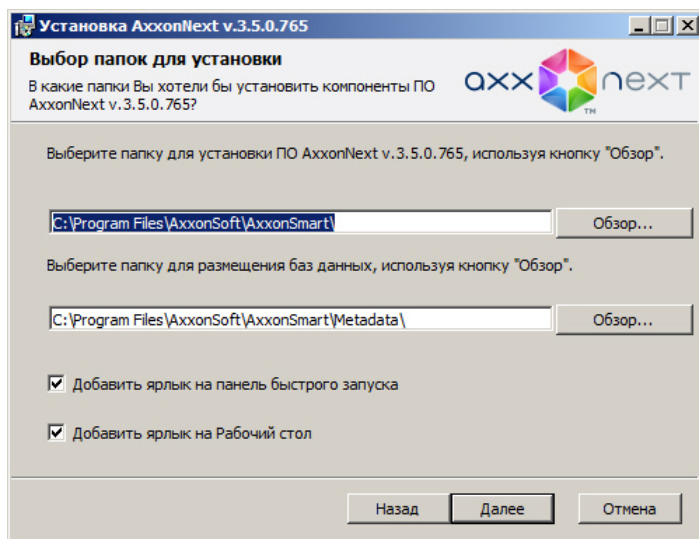 Установка AxxonNext v.3.5.0.765
Выбор папок для установки
В какие папки Вы хотели бы установить компоненты ПО
AxxonNext v.3.5.0.765?
axxnext
TM
Выберите папку для установки ПО AxxonNext v.3.5.0.765, используя кнопку "Обзор".
C:\Program Files\AxxonSoft\AxxonSmart\
Обзор...
Выберите папку для размещения баз данных, используя кнопку "Обзор".
C:\Program Files\AxxonSoft\AxxonSmart\Metadata\
Обзор...
Добавить ярлык на панель быстрого запуска
Добавить ярлык на Рабочий стол
Назад Далее Отмена